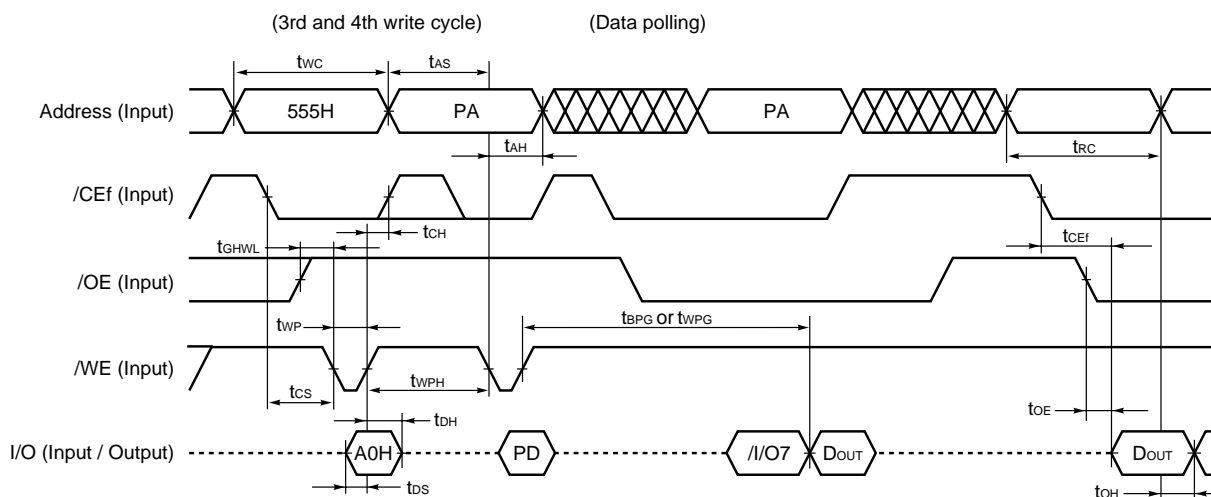 (3rd and 4th write cycle) (Data polling)
tWC tAS
Address (Input) 555H PA PA
tAH tRC
/CEf (Input)
tCH
tGHWL tCEf
/OE (Input)
tWP tBPG or tWPG
/WE (Input)
tCS tWPH
tDH tOE
I/O (Input / Output) A0H PD /I/O7 DOUT DOUT
tDS tOH